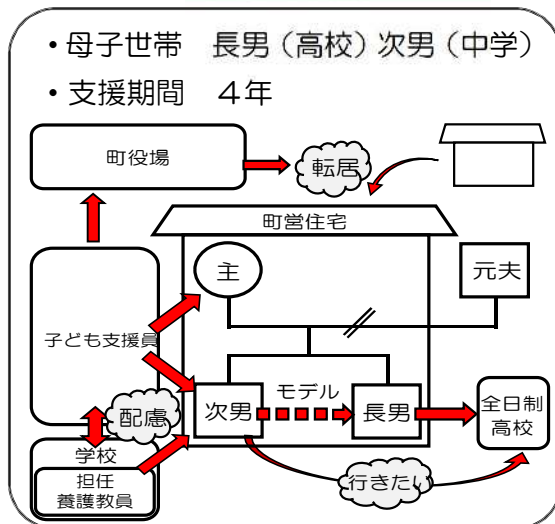 ・母子世帯　長男（高校）次男（中学）
・支援期間　４年
町役場
転居
町営住宅
主
元夫
子ども支援員
配慮
次男
モデル
長男
全日制
高校
学校
担任
養護教員
行きたい